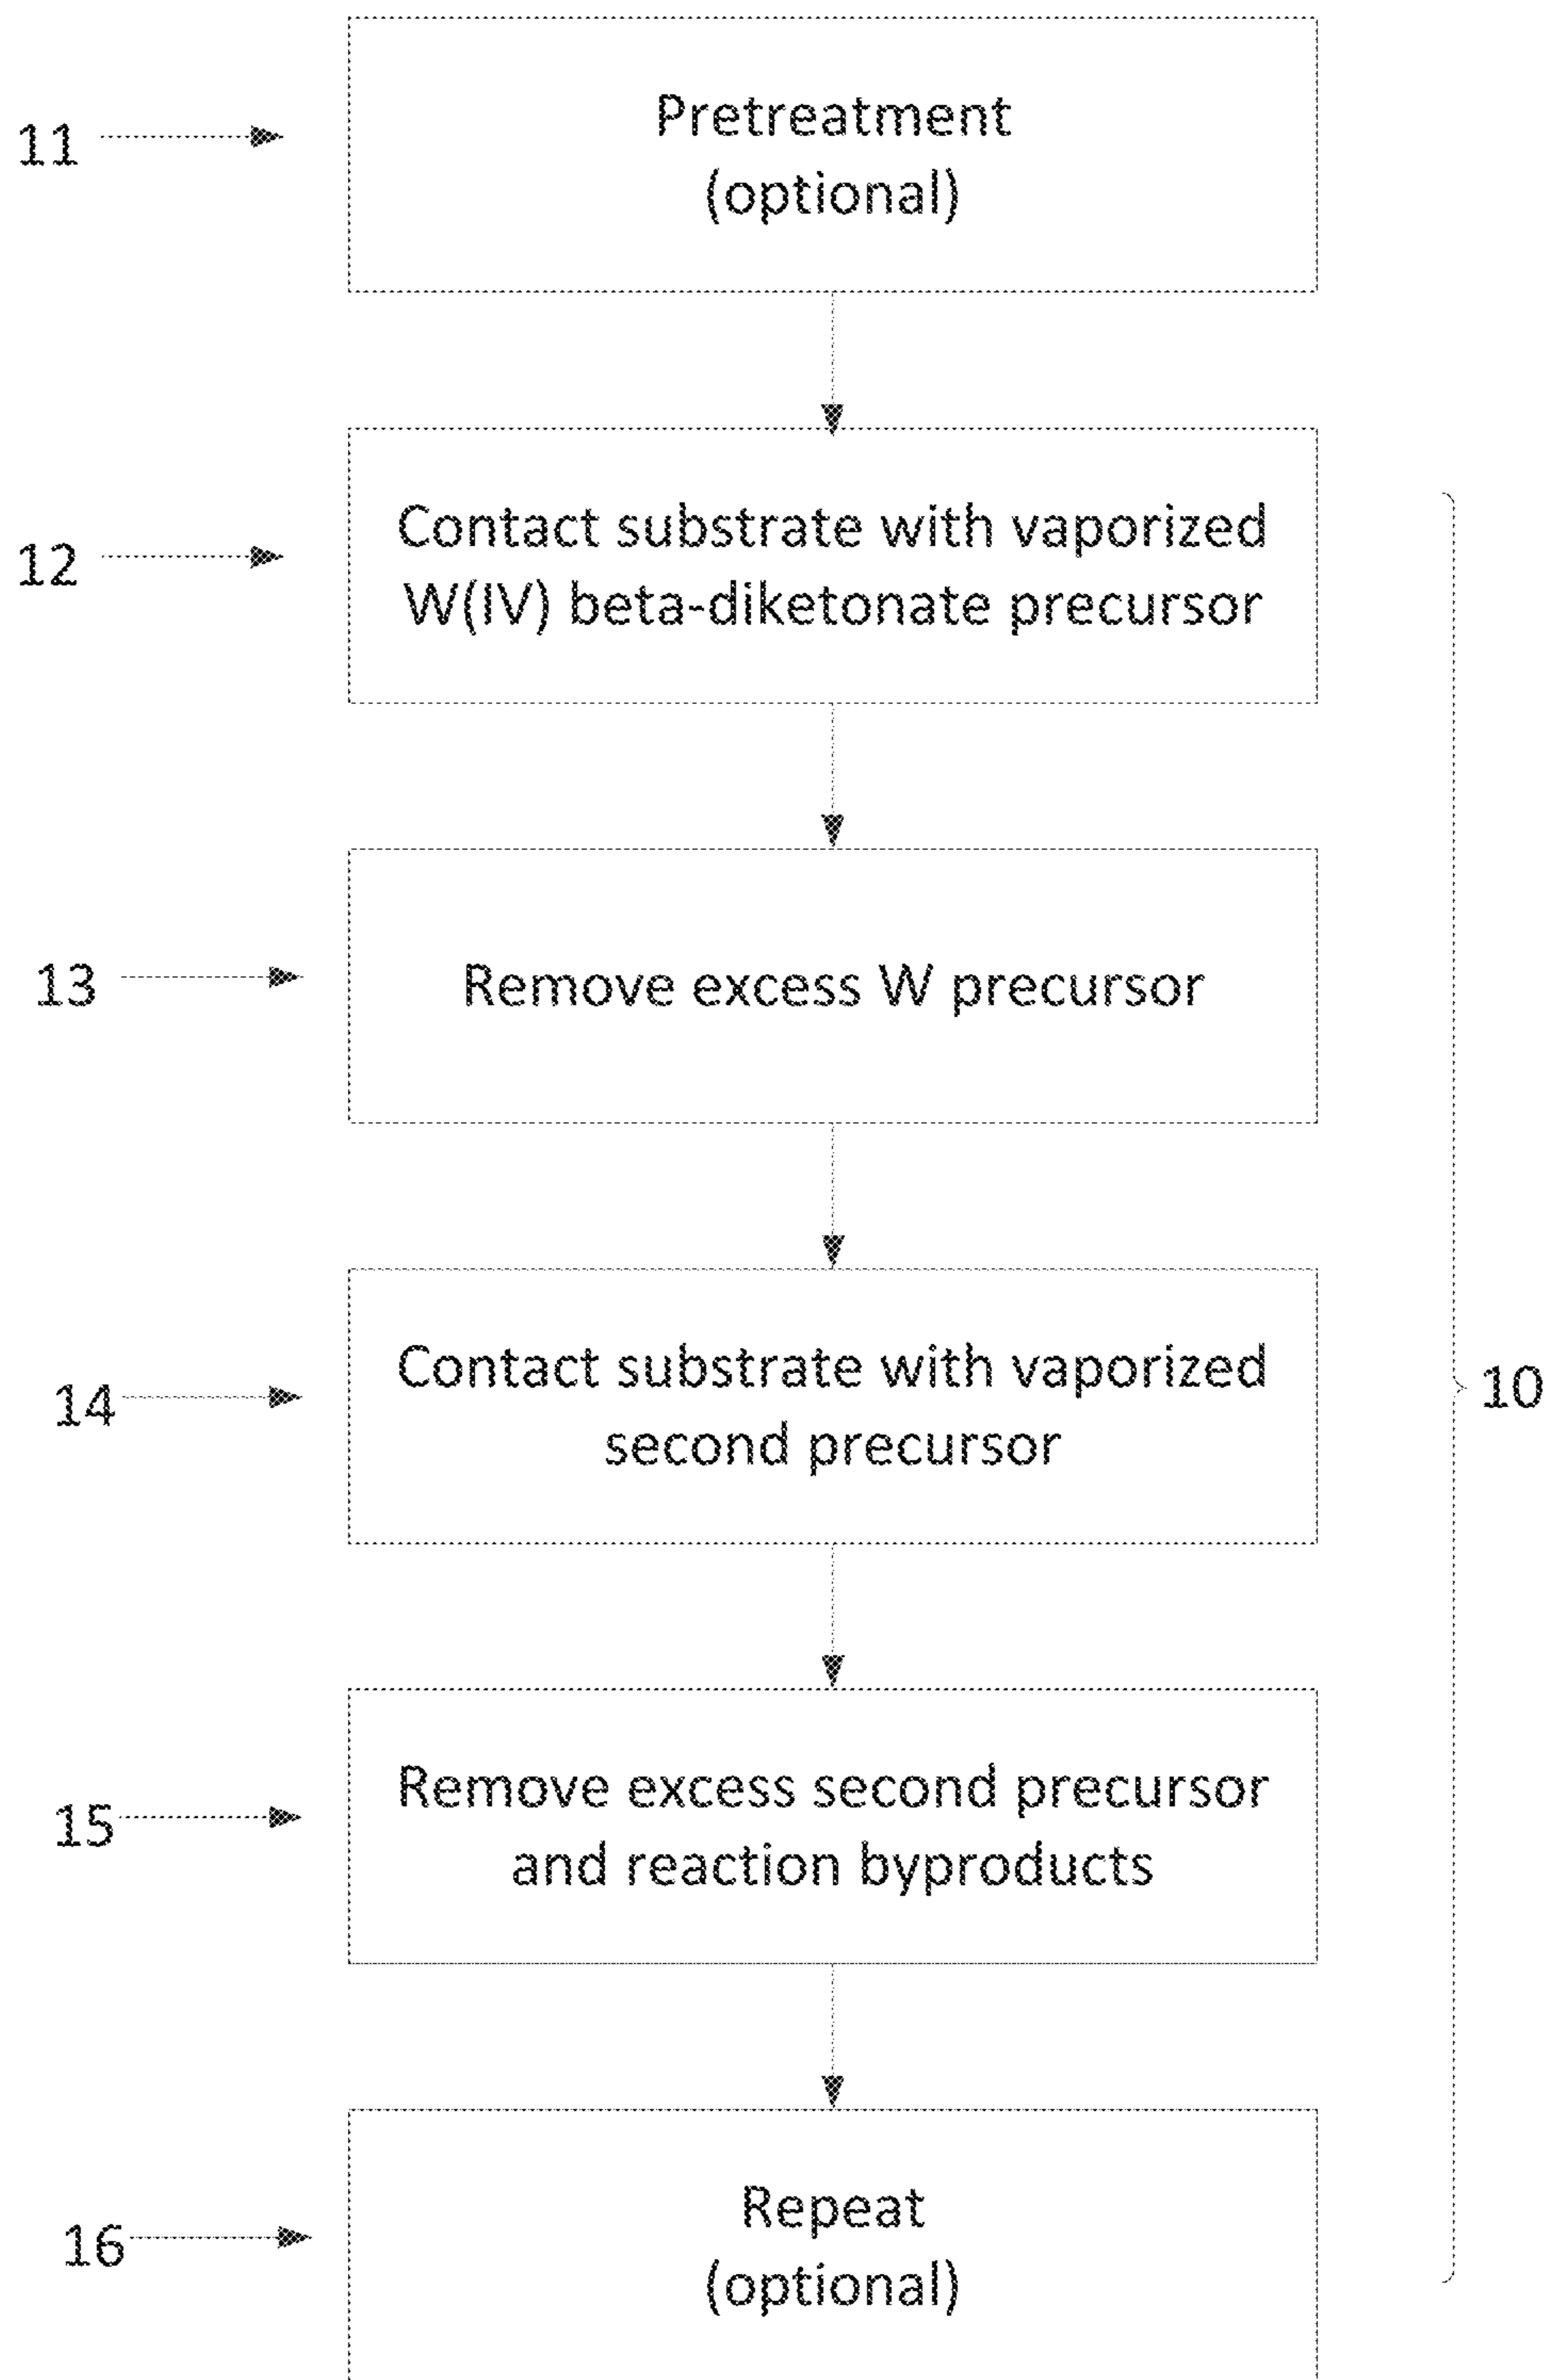 11
Pretreatment
(optional)
12
Contact substrate with vaporized
W(IV) beta-diketonate precursor
13
Remove excess W precursor
14
Contact substrate with vaporized
second precursor
10
15
Remove excess second precursor
and reaction byproducts
16
Repeat
(optional)